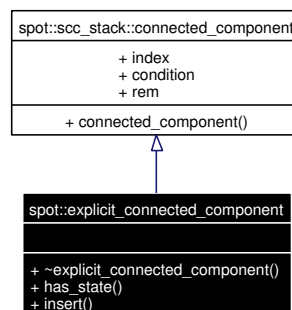 spot::scc_stack::connected_component
+ index
+ condition
+ rem
+ connected_component()
spot::explicit_connected_component
+ ~explicit_connected_component()
+ has_state()
+ insert()